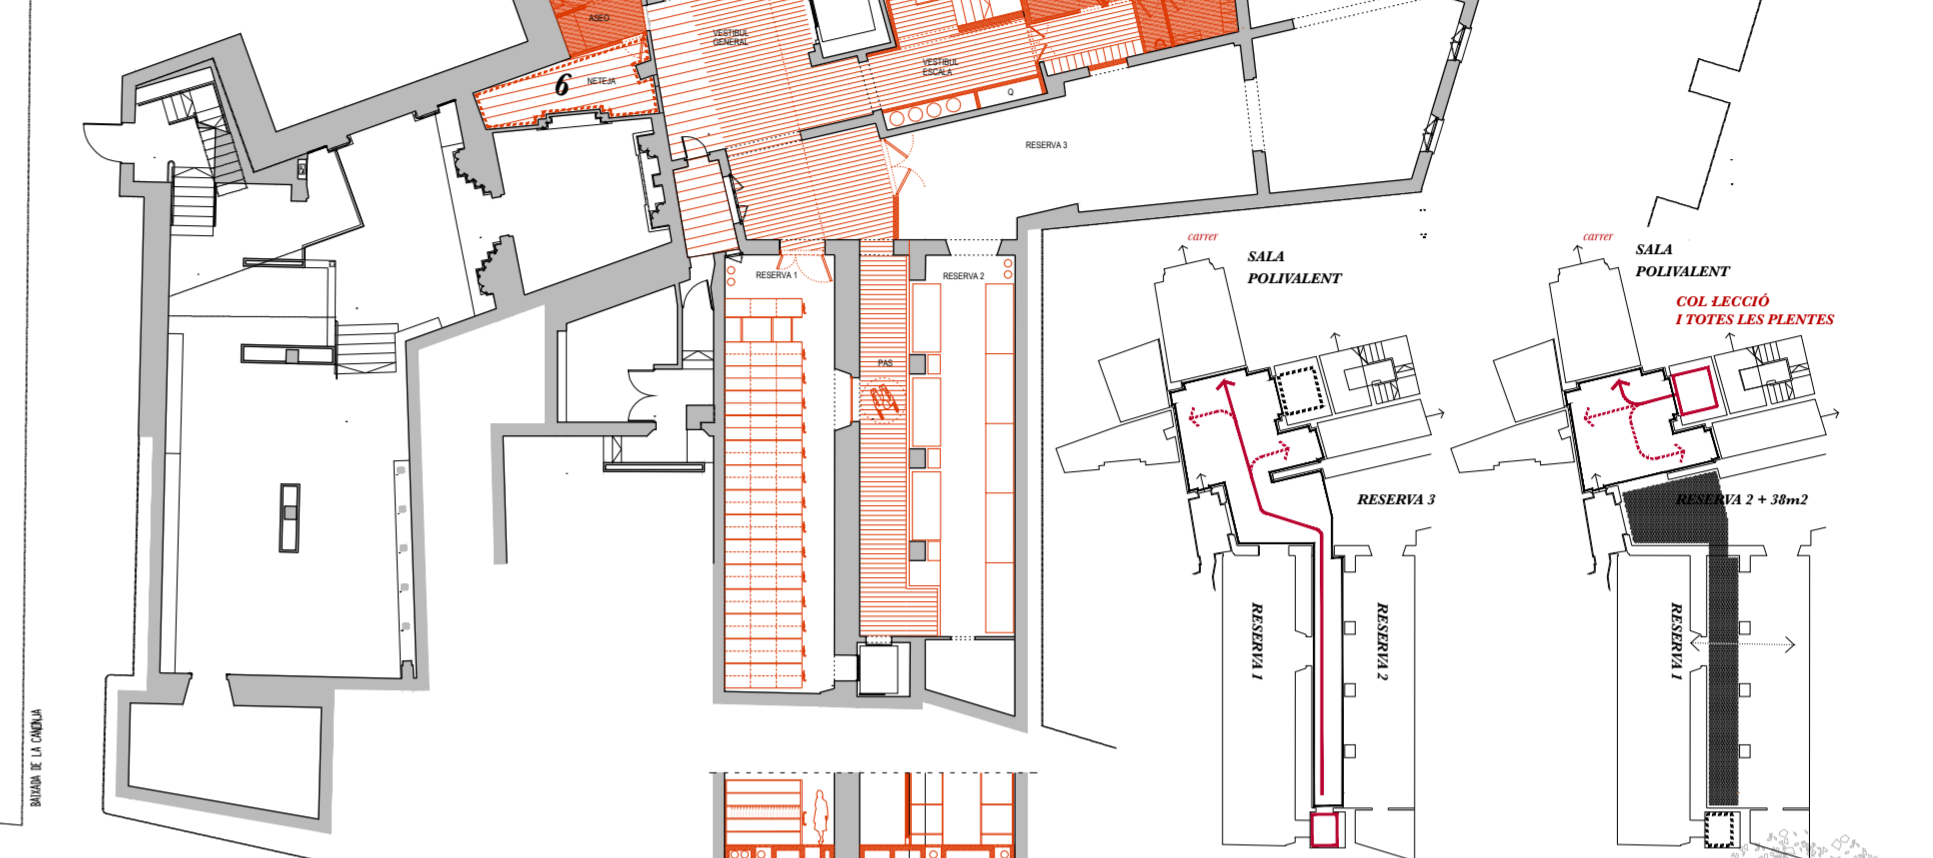 ASEO
VESTIBUL
GENERAL
6
NETEJA
VESTIBUL
ESCALA
Q
RESERVA 3
RESERVA 1
RESERVA 2
PAS
BAIXADA DE LA CANONJA
carrer
SALA
POLIVALENT
RESERVA 3
RESERVA 1
RESERVA 2
carrer
SALA
POLIVALENT
COL·LECCIÓ
I TOTES LES PLENTES
RESERVA 2 + 38m2
RESERVA 1